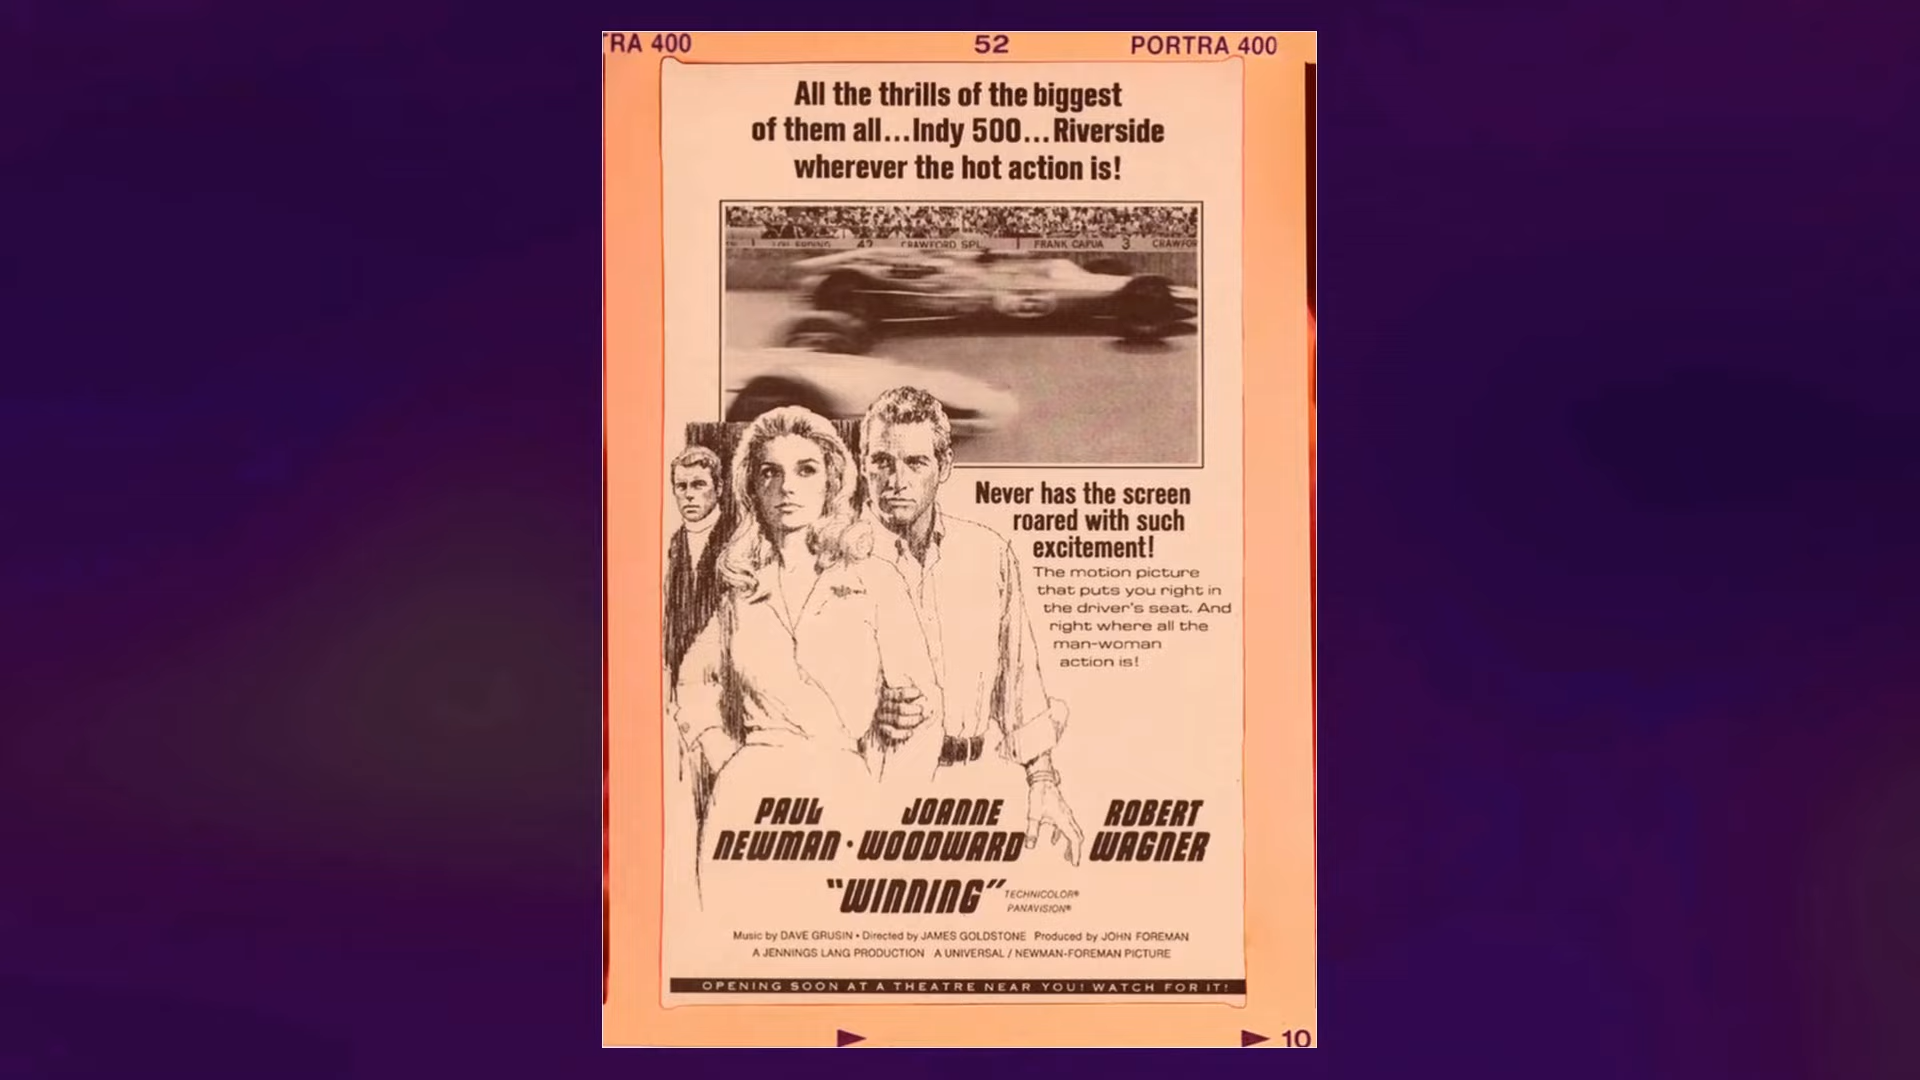 RA 400
52
PORTRA 400
All the thrills of the biggest
of them all...Indy 500...Riverside
wherever the hot action is!
42 CRAWFORD SPL. FRANK CAPUA 3
Never has the screen
roared with such
excitement!
The motion picture
that puts you right in
the driver's seat. And
right where all the
man-woman
action is!
PAUL JOANNE ROBERT
NEWMAN • WOODWARD WAGNER
"WINNING" TECHNICOLOR®
PANAVISION®
Music by DAVE GRUSIN • Directed by JAMES GOLDSTONE Produced by JOHN FOREMAN
A JENNINGS LANG PRODUCTION A UNIVERSAL / NEWMAN-FOREMAN PICTURE
OPENING SOON AT A THEATRE NEAR YOU! WATCH FOR IT!
10